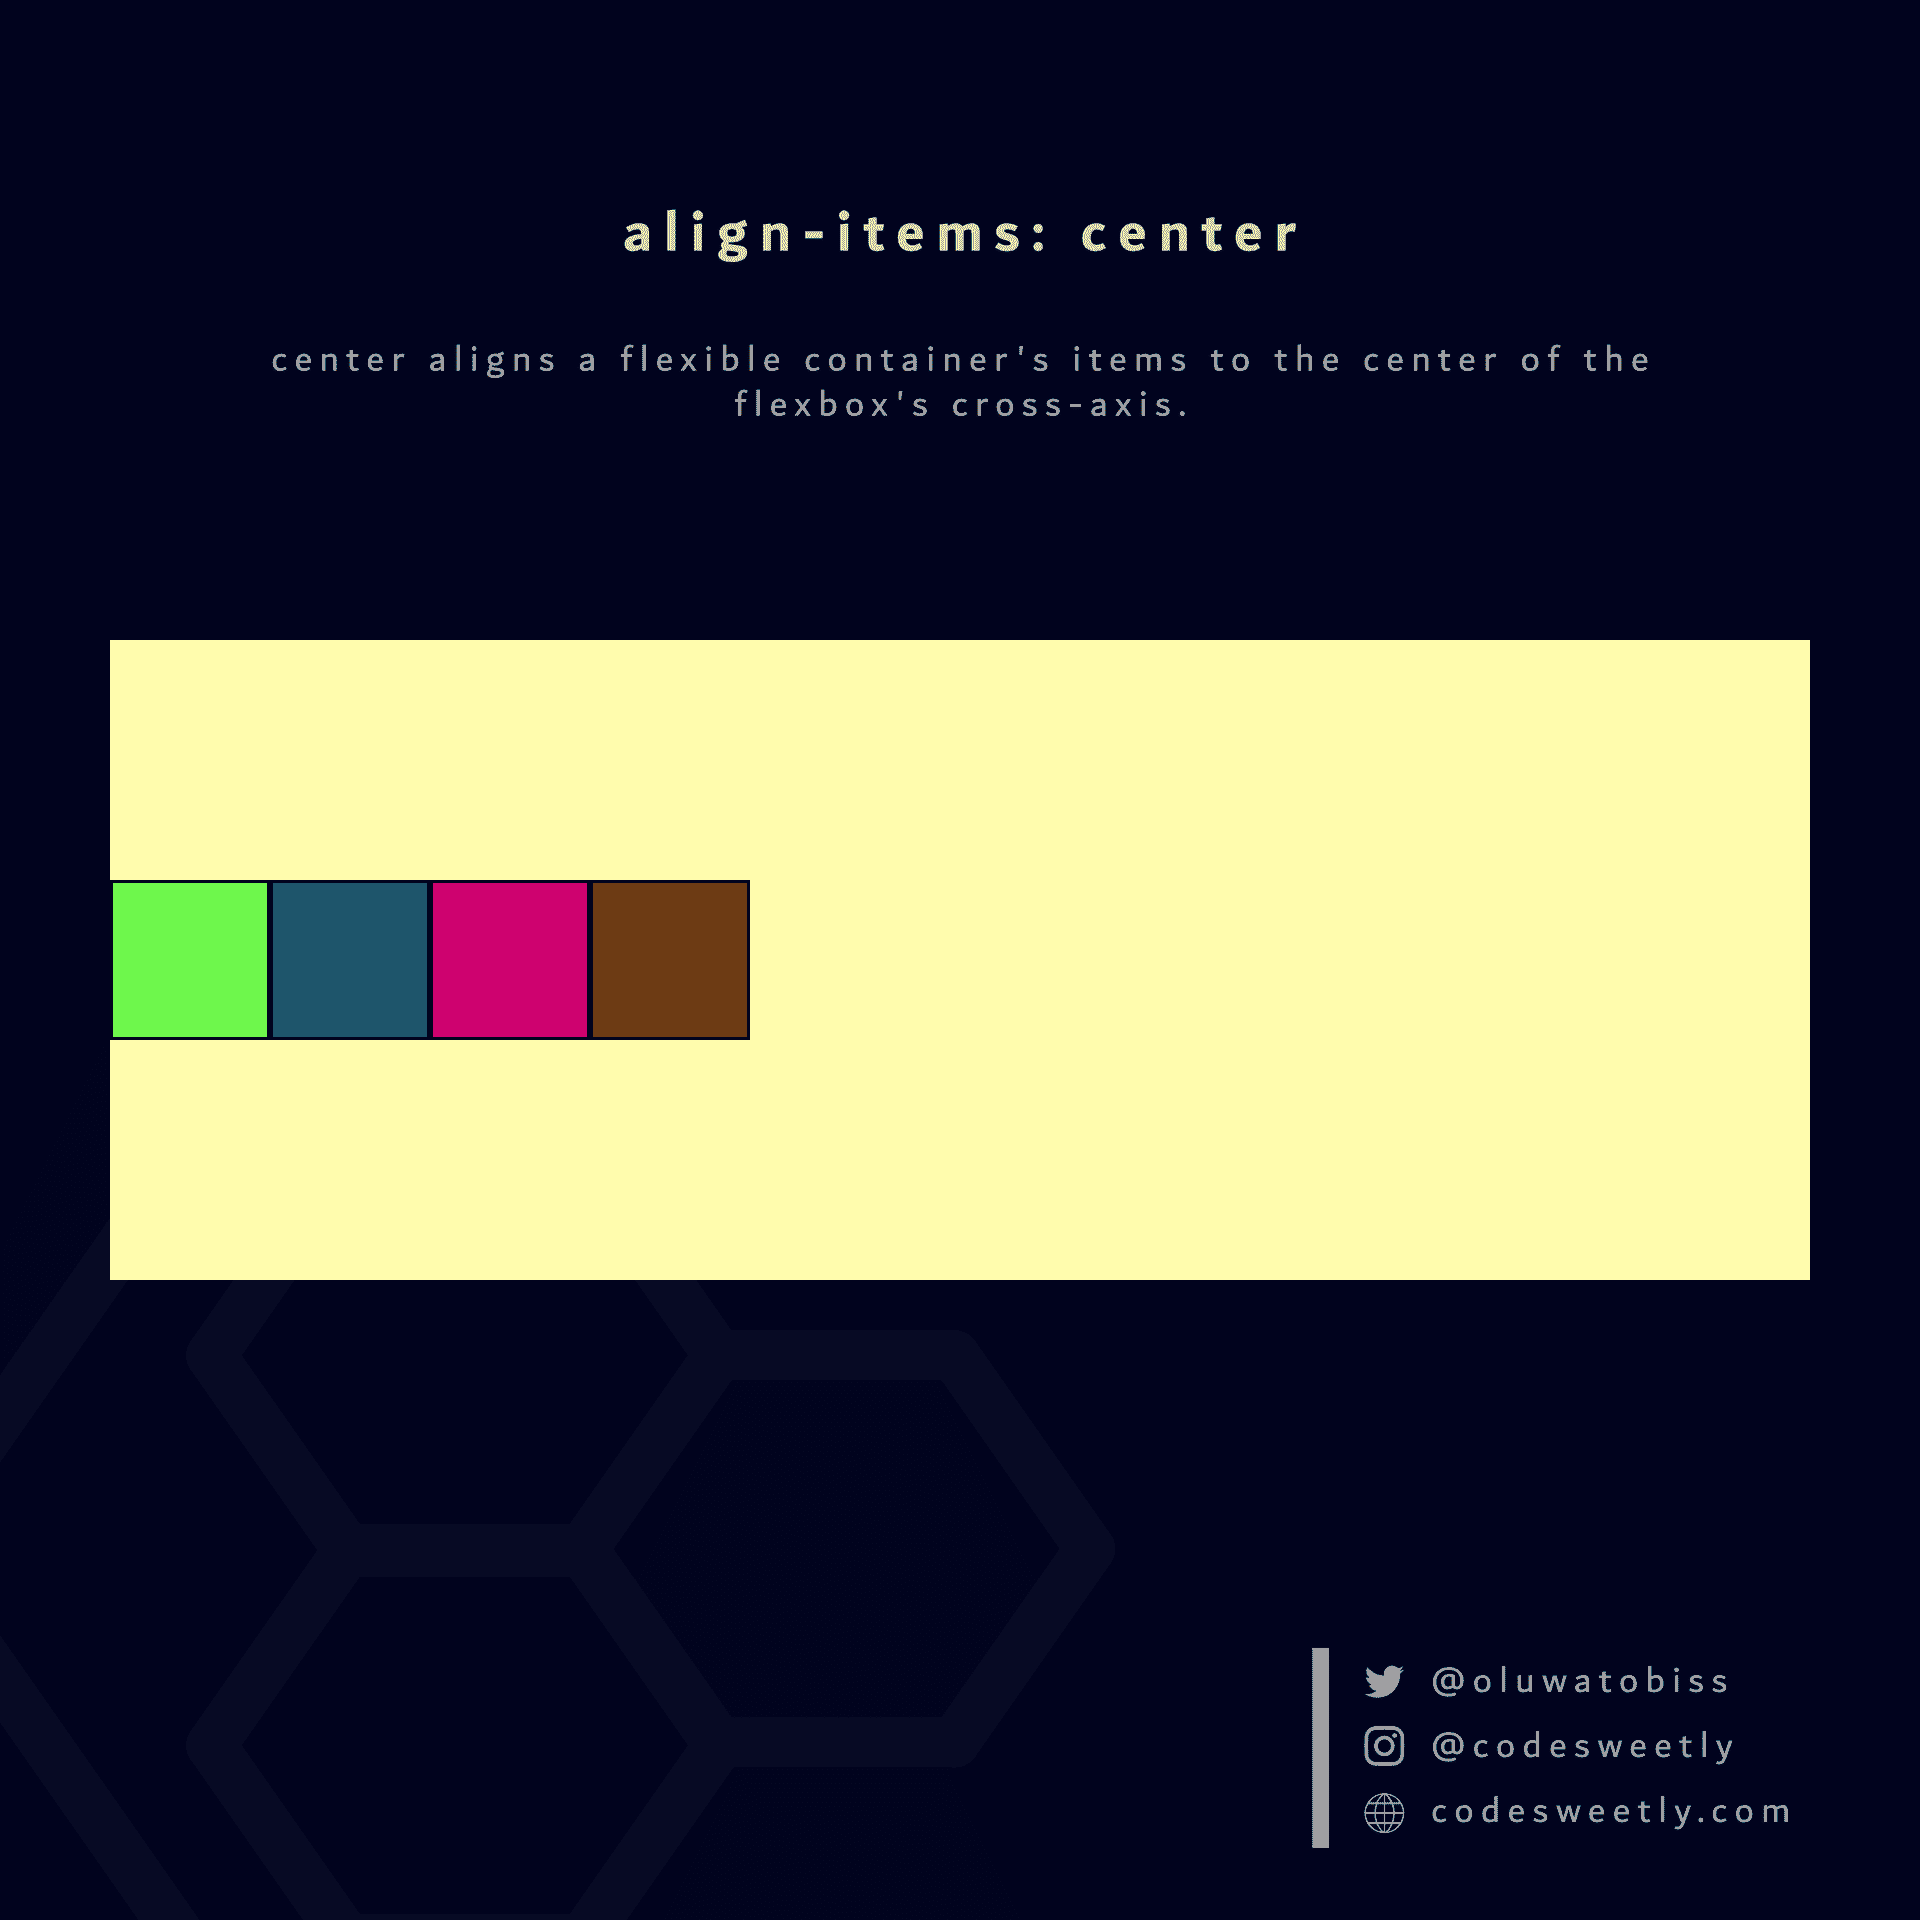 align-items: center
center aligns a flexible container's items to the center of the
flexbox's cross-axis.
@oluwatobiss
@codesweetly
codesweetly.com